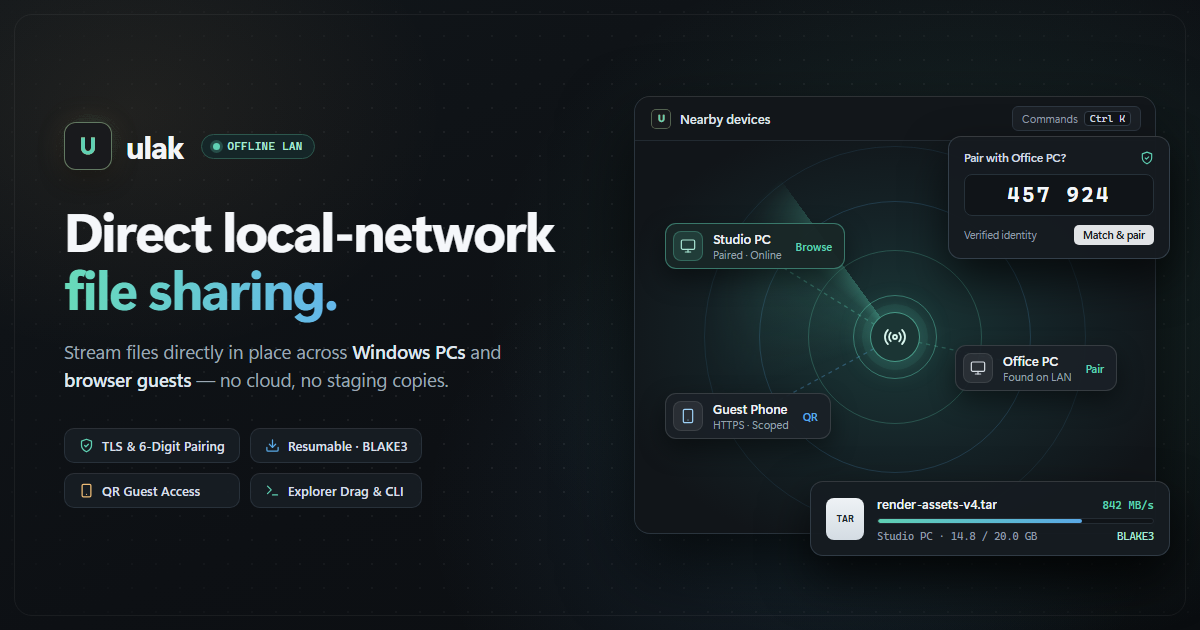 U ulak OFFLINE LAN
Direct local-network
file sharing.
Stream files directly in place across Windows PCs and
browser guests — no cloud, no staging copies.
TLS & 6-Digit Pairing
Resumable · BLAKE3
QR Guest Access
Explorer Drag & CLI
U Nearby devices
Commands Ctrl K
Pair with Office PC?
457 924
Verified identity Match & pair
Studio PC
Paired · Online
Browse
Office PC
Found on LAN
Pair
Guest Phone
HTTPS · Scoped
QR
TAR
render-assets-v4.tar 842 MB/s
Studio PC · 14.8 / 20.0 GB BLAKE3